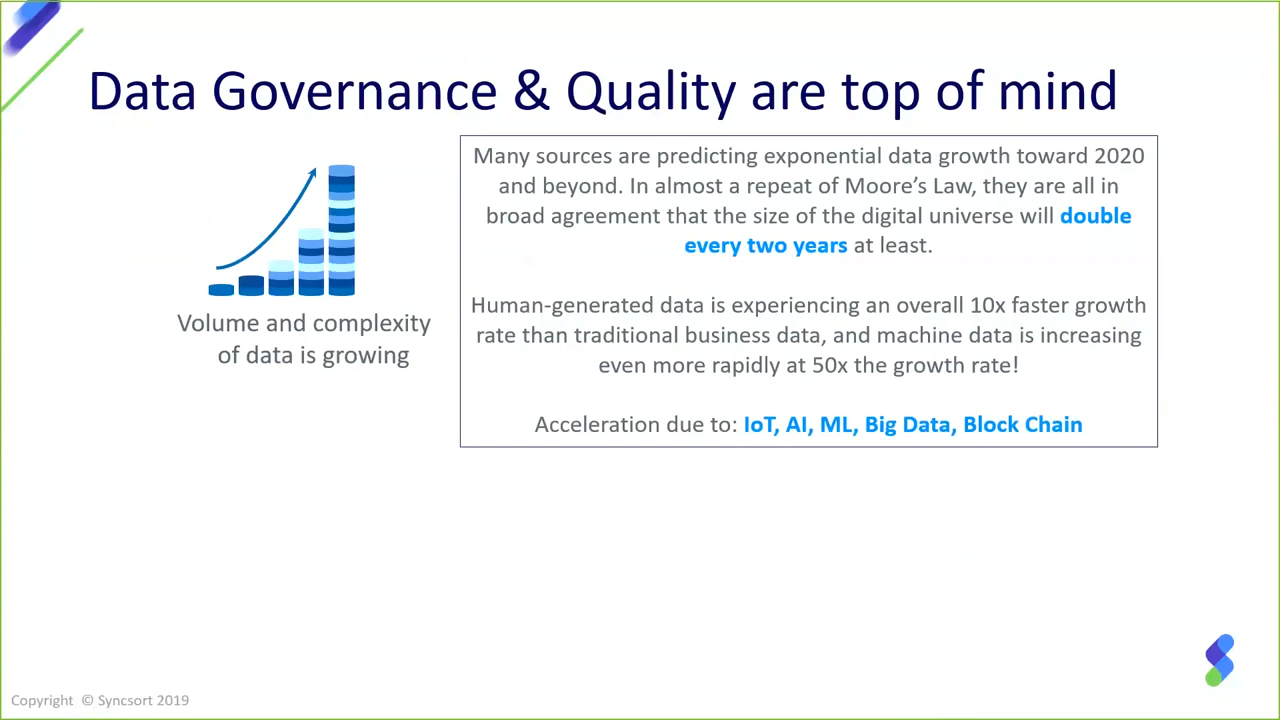 Data Governance & Quality are top of mind
Volume and complexity
of data is growing
Many sources are predicting exponential data growth toward 2020
and beyond. In almost a repeat of Moore's Law, they are all in
broad agreement that the size of the digital universe will double
every two years at least.
Human-generated data is experiencing an overall 10x faster growth
rate than traditional business data, and machine data is increasing
even more rapidly at 50x the growth rate!
Acceleration due to: IoT, AI, ML, Big Data, Block Chain
Copyright © Syncsort 2019